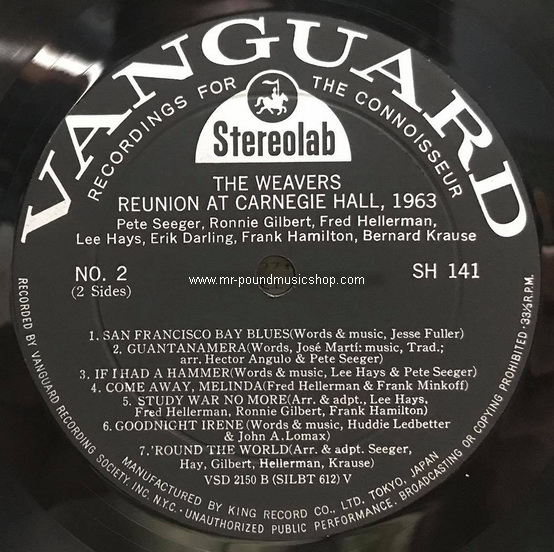 VANGUARD
RECORDINGS FOR THE CONNOISSEUR
Stereolab
THE WEAVERS
REUNION AT CARNEGIE HALL, 1963
Pete Seeger, Ronnie Gilbert, Fred Hellerman,
Lee Hays, Erik Darling, Frank Hamilton, Bernard Krause
NO. 2
(2 Sides)
SH 141
www.mr-poundmusicshop.com
1. SAN FRANCISCO BAY BLUES(Words & music, Jesse Fuller)
2. GUANTANAMERA(Words, José Martí: music, Trad.;
arr. Hector Angulo & Pete Seeger)
3. IF I HAD A HAMMER(Words & music, Lee Hays & Pete Seeger)
4. COME AWAY, MELINDA(Fred Hellerman & Frank Minkoff)
5. STUDY WAR NO MORE(Arr. & adpt., Lee Hays,
Fred Hellerman, Ronnie Gilbert, Frank Hamilton)
6. GOODNIGHT IRENE(Words & music, Huddie Ledbetter
& John A. Lomax)
7. 'ROUND THE WORLD(Arr. & adpt. Seeger,
Hay, Gilbert, Hellerman, Krause)
VSD 2150 B (SILBT 612) V
RECORDED BY VANGUARD RECORDING SOCIETY, INC. N.Y.C. · UNAUTHORIZED PUBLIC PERFORMANCE, BROADCASTING OR COPYING PROHIBITED · 33⅓ R.P.M.
MANUFACTURED BY KING RECORD CO., LTD. TOKYO, JAPAN